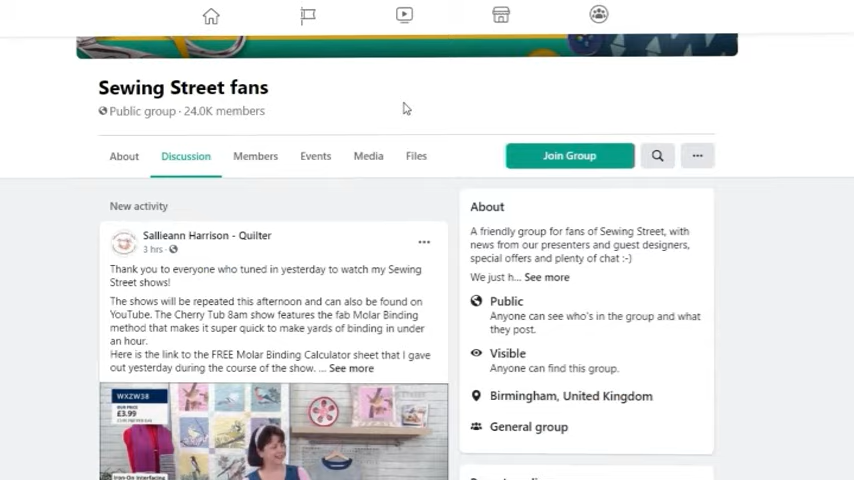 Sewing Street fans
Public group · 24.0K members
About Discussion Members Events Media Files
Join Group
New activity
Sallieann Harrison - Quilter
3 hrs ·
Thank you to everyone who tuned in yesterday to watch my Sewing
Street shows!
The shows will be repeated this afternoon and can also be found on
YouTube. The Cherry Tub 8am show features the fab Molar Binding
method that makes it super quick to make yards of binding in under
an hour.
Here is the link to the FREE Molar Binding Calculator sheet that I gave
out yesterday during the course of the show. ... See more
WXZW38
OUR PRICE
£3.99
Iron-On Interfacing
About
A friendly group for fans of Sewing Street, with
news from our presenters and guest designers,
special offers and plenty of chat :-)
We just h... See more
Public
Anyone can see who's in the group and what
they post.
Visible
Anyone can find this group.
Birmingham, United Kingdom
General group